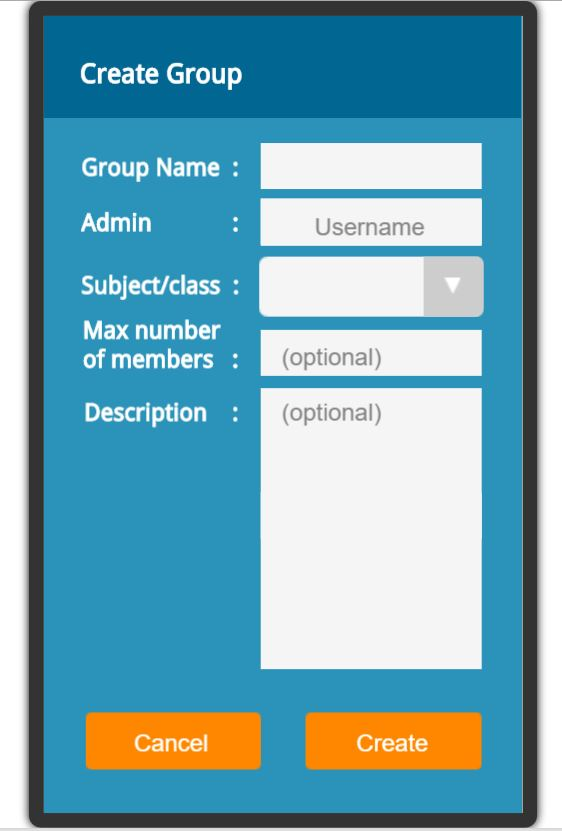 Create Group
Group Name :
Admin : Username
Subject/class : ▼
Max number
of members : (optional)
Description : (optional)
Cancel Create